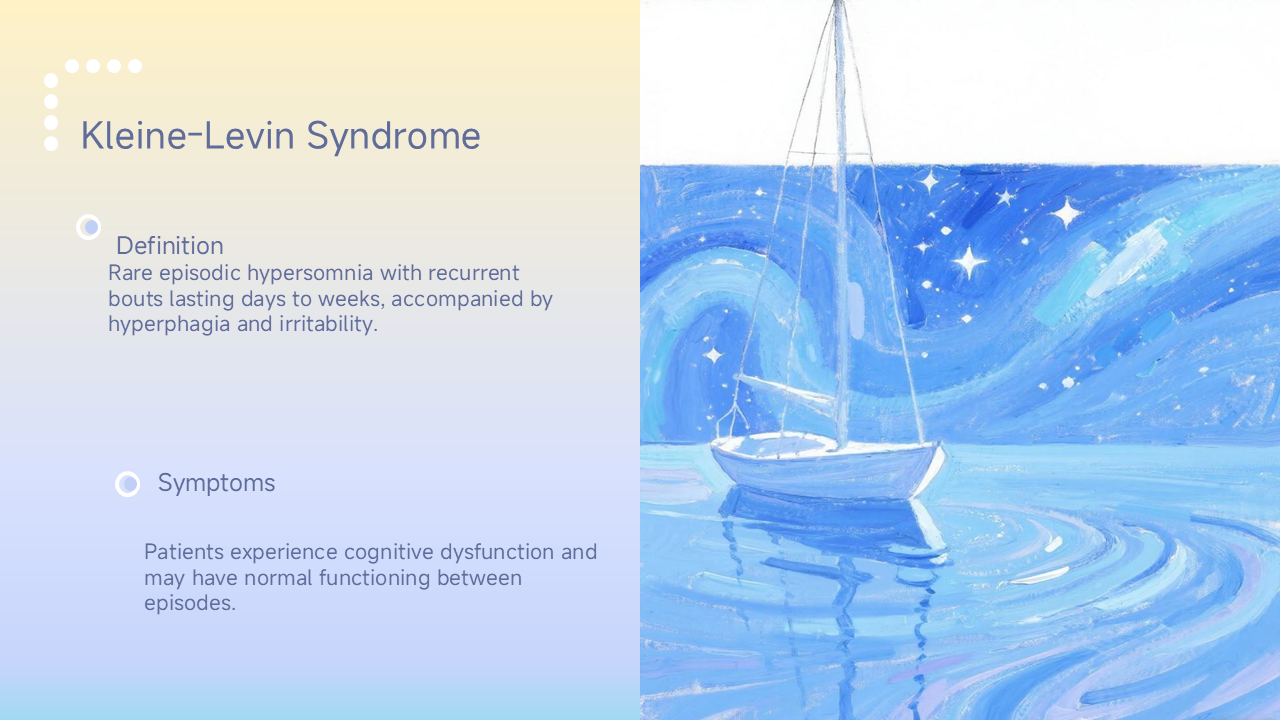 Kleine-Levin Syndrome
Definition
Rare episodic hypersomnia with recurrent
bouts lasting days to weeks, accompanied by
hyperphagia and irritability.
Symptoms
Patients experience cognitive dysfunction and
may have normal functioning between
episodes.